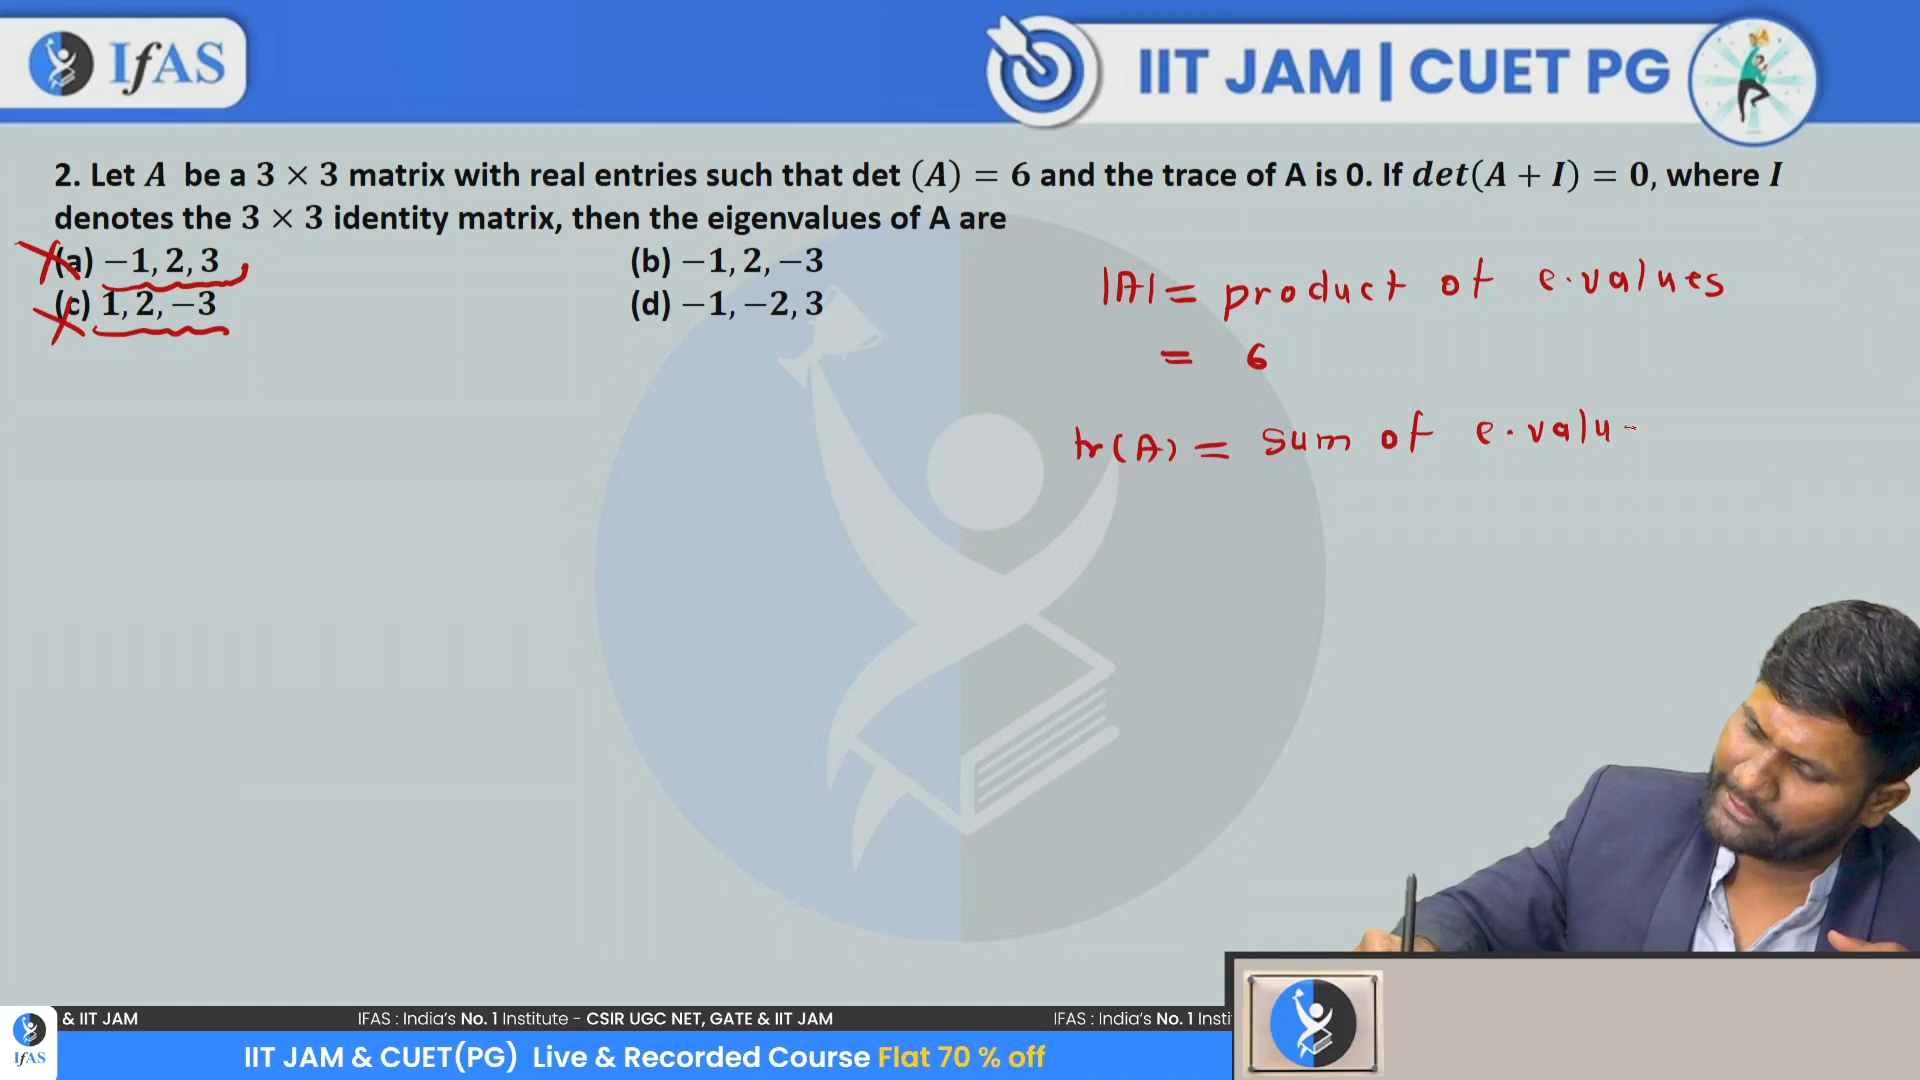 IfAS
IIT JAM | CUET PG
2. Let A be a 3 × 3 matrix with real entries such that det (A) = 6 and the trace of A is 0. If det(A + I) = 0, where I
denotes the 3 × 3 identity matrix, then the eigenvalues of A are
(a) −1, 2, 3
(b) −1, 2, −3
(c) 1, 2, −3
(d) −1, −2, 3
|A| = product of e.values
= 6
tr(A) = sum of e.valu
& IIT JAM
IFAS : India's No. 1 Institute - CSIR UGC NET, GATE & IIT JAM
IFAS : India's No. 1 Insti
IfAS
IIT JAM & CUET(PG) Live & Recorded Course Flat 70 % off